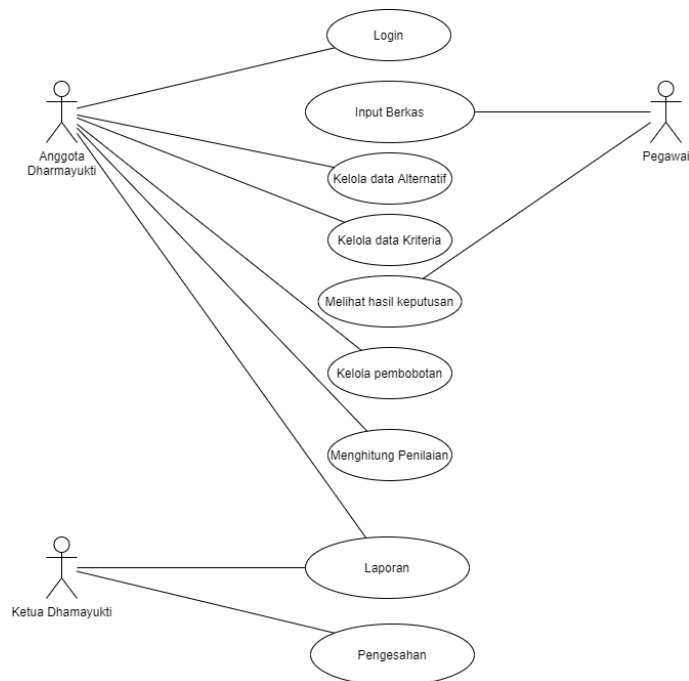 Login
Input Berkas
Anggota
Dharmayukti
Pegawai
Kelola data Alternatif
Kelola data Kriteria
Melihat hasil keputusan
Kelola pembobotan
Menghitung Penilaian
Laporan
Ketua Dhamayukti
Pengesahan